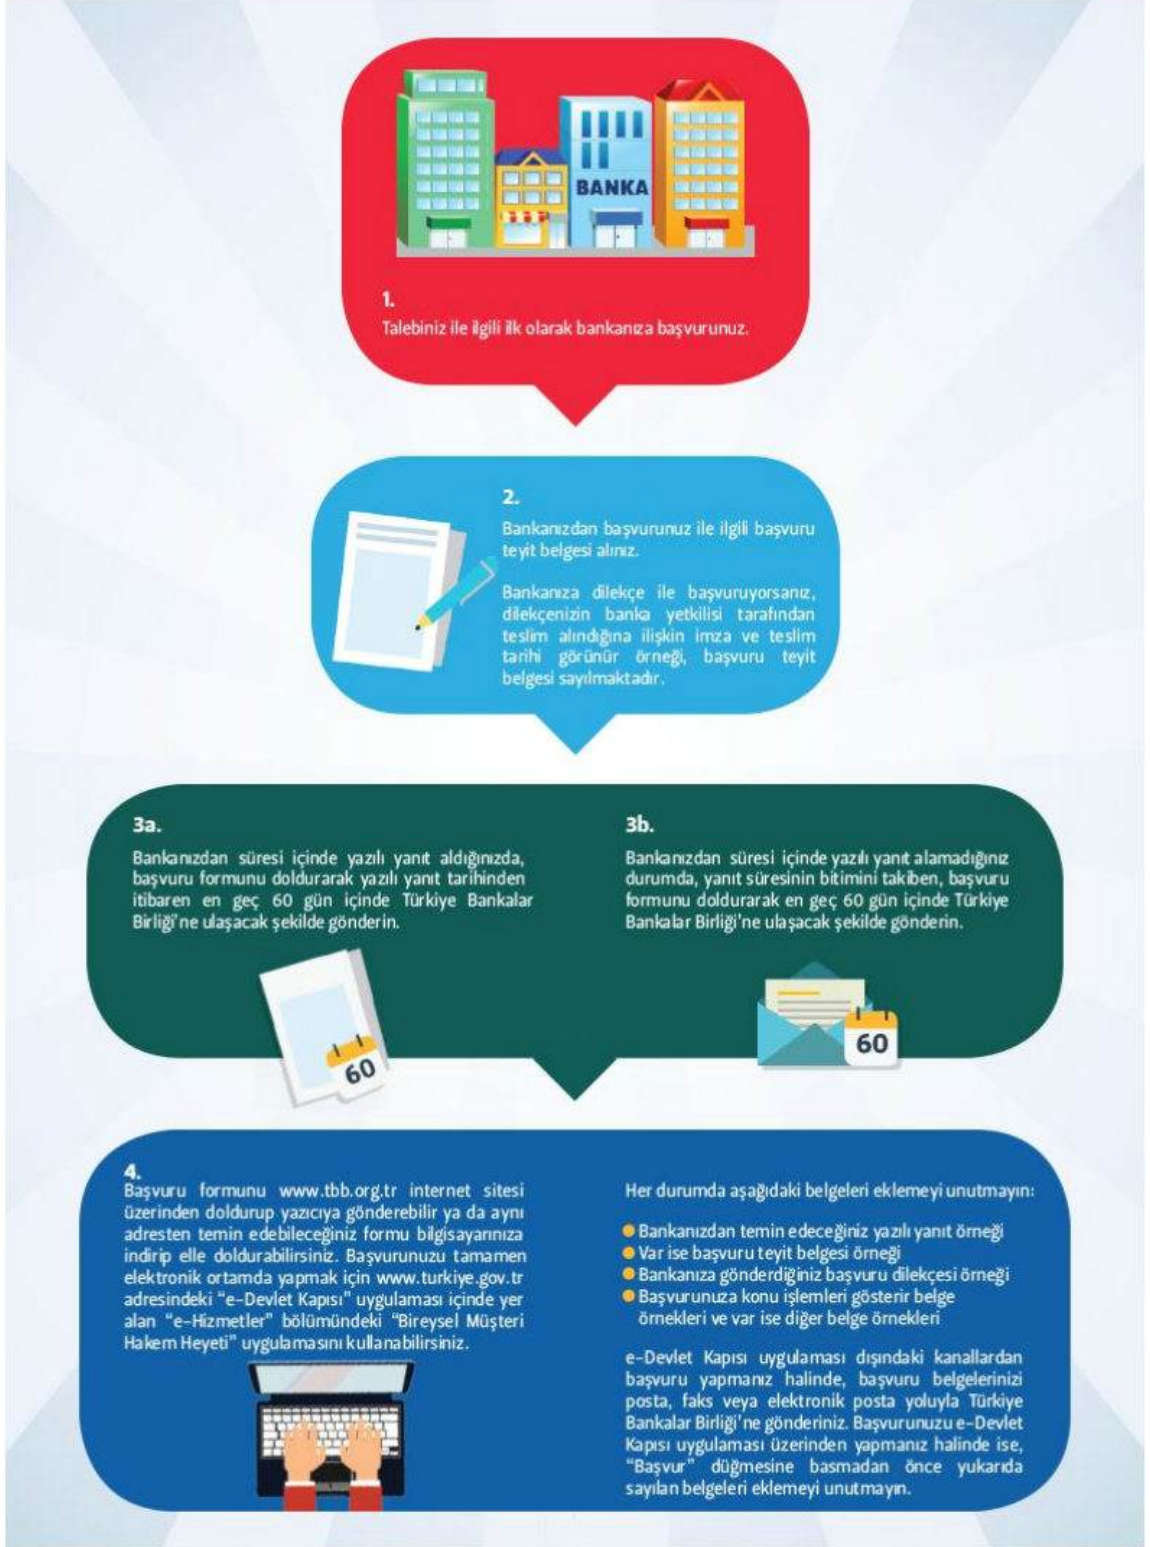 BANKA
1.
Talebiniz ile ilgili ilk olarak bankanıza başvurunuz.
2.
Bankanızdan başvurunuz ile ilgili başvuru
teyit belgesi alınız.
Bankanıza dilekçe ile başvuruyorsanız,
dilekçenizin banka yetkilisi tarafından
teslim alındığına ilişkin imza ve teslim
tarihi görünür örneği, başvuru teyit
belgesi sayılmaktadır.
3a.
Bankanızdan süresi içinde yazılı yanıt aldığınızda,
başvuru formunu doldurarak yazılı yanıt tarihinden
itibaren en geç 60 gün içinde Türkiye Bankalar
Birliği'ne ulaşacak şekilde gönderin.
60
3b.
Bankanızdan süresi içinde yazılı yanıt alamadığınız
durumda, yanıt süresinin bitimini takiben, başvuru
formunu doldurarak en geç 60 gün içinde Türkiye
Bankalar Birliği'ne ulaşacak şekilde gönderin.
60
4.
Başvuru formunu www.tbb.org.tr internet sitesi
üzerinden doldurup yazıcıya gönderebilir ya da aynı
adresten temin edebileceğiniz formu bilgisayarınıza
indirip elle doldurabilirsiniz. Başvurunuzu tamamen
elektronik ortamda yapmak için www.turkiye.gov.tr
adresindeki "e-Devlet Kapısı" uygulaması içinde yer
alan "e-Hizmetler" bölümündeki "Bireysel Müşteri
Hakem Heyeti" uygulamasını kullanabilirsiniz.
Her durumda aşağıdaki belgeleri eklemeyi unutmayın:
Bankanızdan temin edeceğiniz yazılı yanıt örneği
Var ise başvuru teyit belgesi örneği
Bankanıza gönderdiğiniz başvuru dilekçesi örneği
Başvurunuza konu işlemleri gösterir belge
örnekleri ve var ise diğer belge örnekleri
e-Devlet Kapısı uygulaması dışındaki kanallardan
başvuru yapmanız halinde, başvuru belgelerinizi
posta, faks veya elektronik posta yoluyla Türkiye
Bankalar Birliği'ne gönderiniz. Başvurunuzu e-Devlet
Kapısı uygulaması üzerinden yapmanız halinde ise,
"Başvur" düğmesine basmadan önce yukarıda
sayılan belgeleri eklemeyi unutmayın.